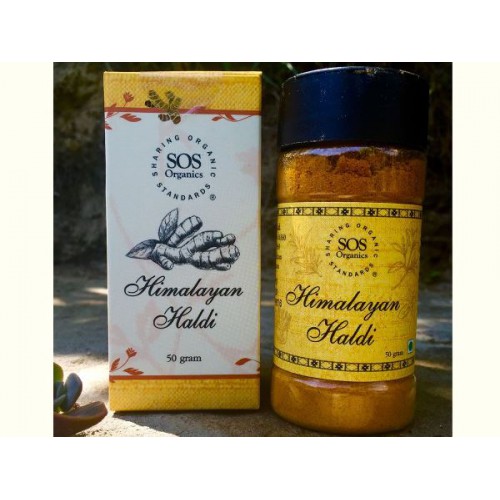 SHARING ORGANIC
SOS
Organics
STANDARDS ®
Himalayan
Haldi
50 gram
SHARING ORGANIC
SOS
Organics
STANDARDS ®
Himalayan
Haldi
50 gram